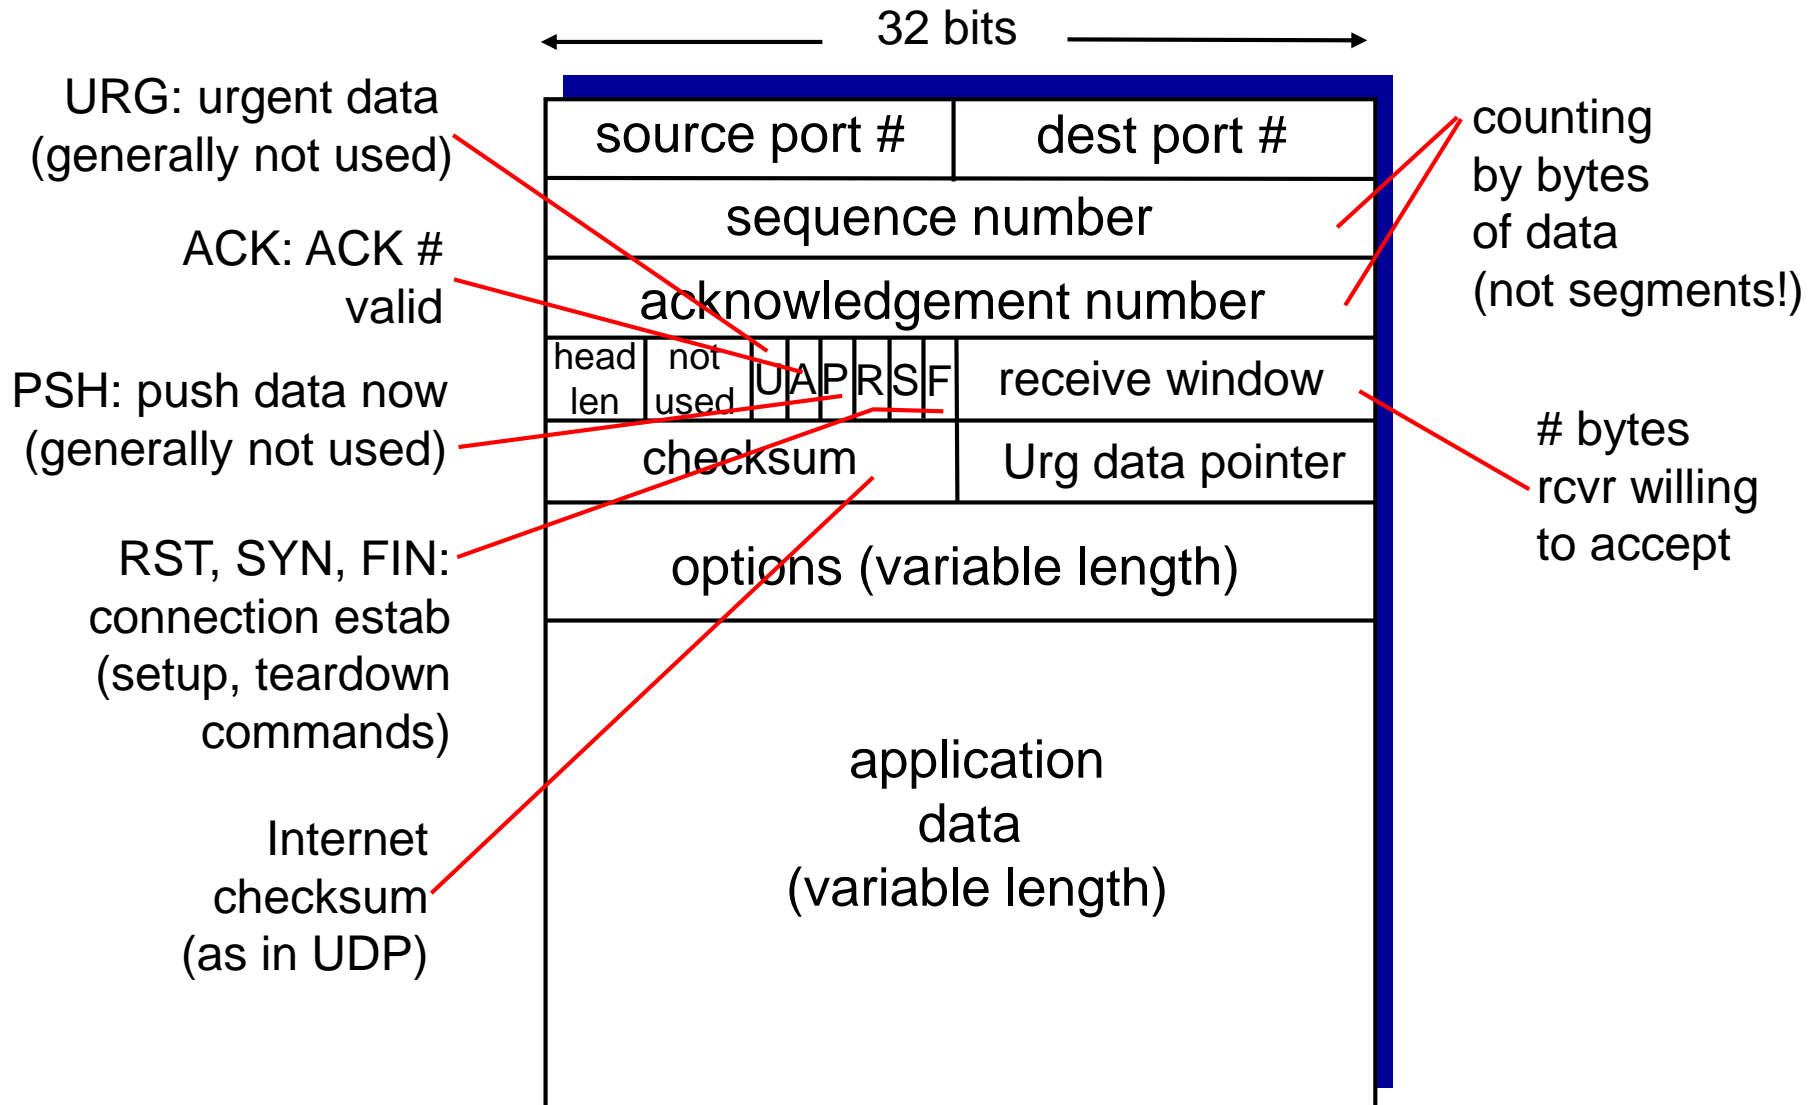 32 bits
URG: urgent data
(generally not used)
ACK: ACK #
valid
PSH: push data now
(generally not used)
RST, SYN, FIN:
connection estab
(setup, teardown
commands)
Internet
checksum
(as in UDP)
source port #
dest port #
sequence number
acknowledgement number
head
len
not
used
U
A
P
R
S
F
receive window
checksum
Urg data pointer
options (variable length)
application
data
(variable length)
counting
by bytes
of data
(not segments!)
# bytes
rcvr willing
to accept